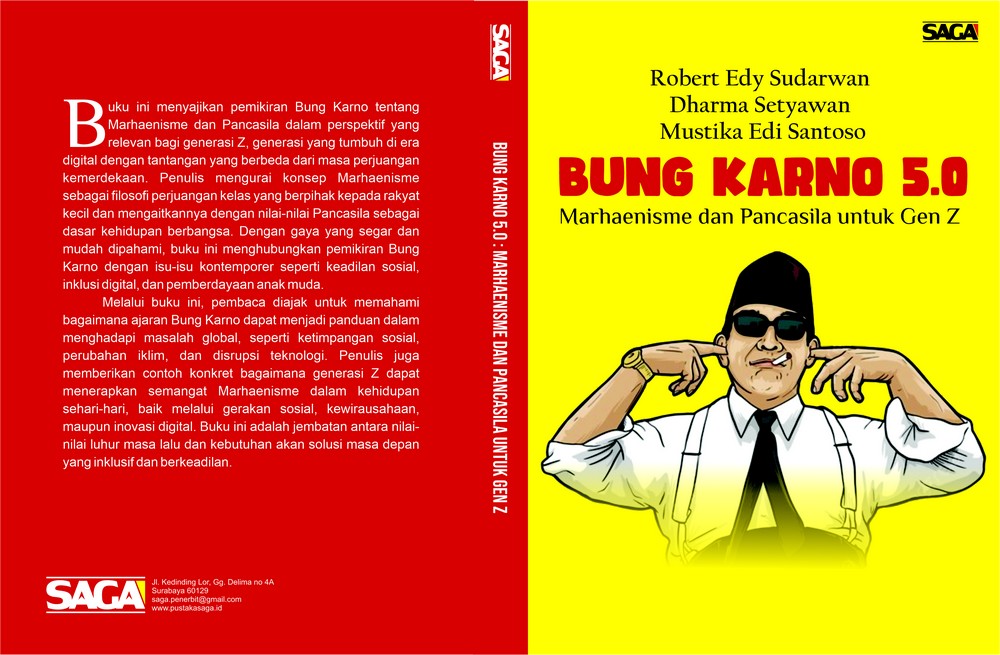 Buku ini menyajikan pemikiran Bung Karno tentang
Marhaenisme dan Pancasila dalam perspektif yang
relevan bagi generasi Z, generasi yang tumbuh di era
digital dengan tantangan yang berbeda dari masa perjuangan
kemerdekaan. Penulis mengurai konsep Marhaenisme
sebagai filosofi perjuangan kelas yang berpihak kepada rakyat
kecil dan mengaitkannya dengan nilai-nilai Pancasila sebagai
dasar kehidupan berbangsa. Dengan gaya yang segar dan
mudah dipahami, buku ini menghubungkan pemikiran Bung
Karno dengan isu-isu kontemporer seperti keadilan sosial,
inklusi digital, dan pemberdayaan anak muda.
Melalui buku ini, pembaca diajak untuk memahami
bagaimana ajaran Bung Karno dapat menjadi panduan dalam
menghadapi masalah global, seperti ketimpangan sosial,
perubahan iklim, dan disrupsi teknologi. Penulis juga
memberikan contoh konkret bagaimana generasi Z dapat
menerapkan semangat Marhaenisme dalam kehidupan
sehari-hari, baik melalui gerakan sosial, kewirausahaan,
maupun inovasi digital. Buku ini adalah jembatan antara nilai-
nilai luhur masa lalu dan kebutuhan akan solusi masa depan
yang inklusif dan berkeadilan.
SAGA
Jl. Kedinding Lor, Gg. Delima no 4A
Surabaya 60129
saga.penerbit@gmail.com
www.pustakasaga.id
SAGA
BUNG KARNO 5.0 : MARHAENISME DAN PANCASILA UNTUK GEN Z
SAGA
Robert Edy Sudarwan
Dharma Setyawan
Mustika Edi Santoso
BUNG KARNO 5.0
Marhaenisme dan Pancasila untuk Gen Z